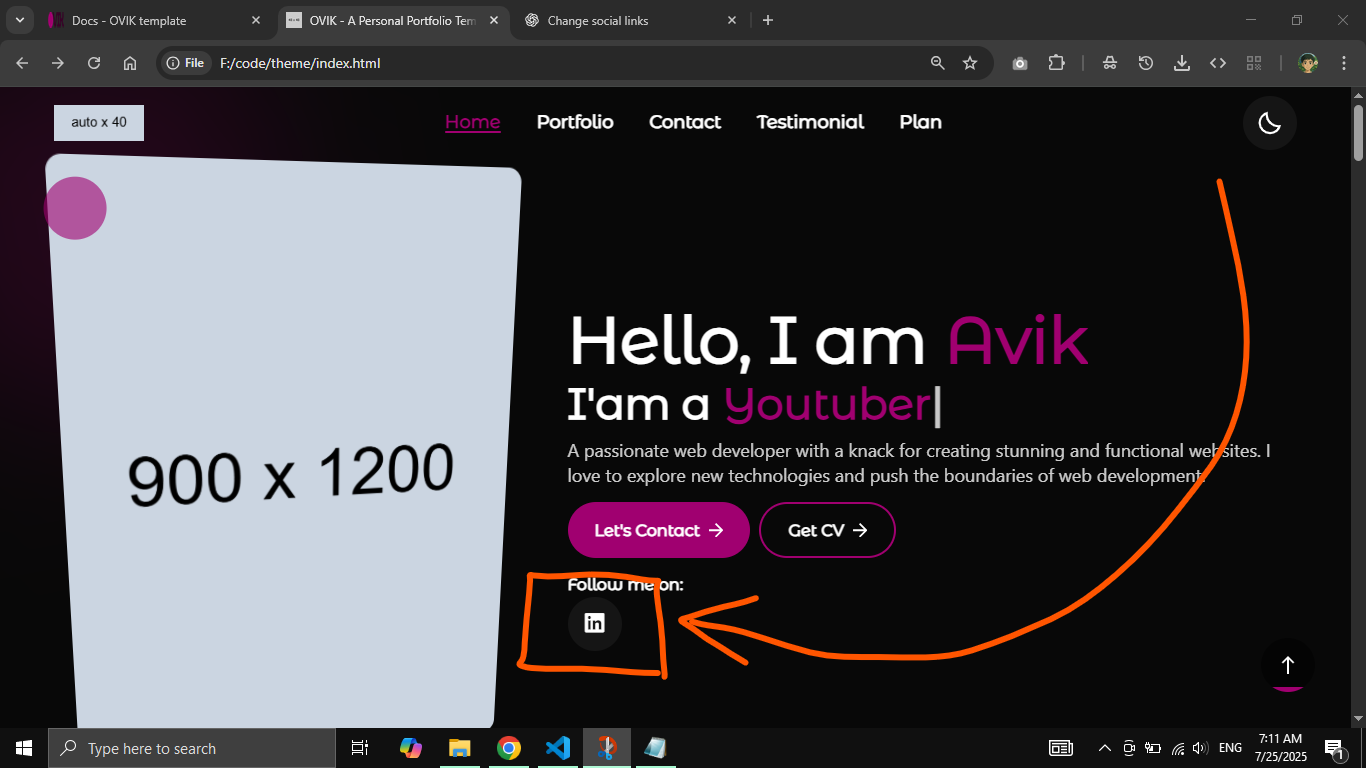 Docs - OVIK template
OVIK - A Personal Portfolio Tem
Change social links
File
F:/code/theme/index.html
auto x 40
Home
Portfolio
Contact
Testimonial
Plan
900 x 1200
Hello, I am Avik
I'am a Youtuber|
A passionate web developer with a knack for creating stunning and functional websites. I
love to explore new technologies and push the boundaries of web development.
Let's Contact
Get CV
Follow me on:
in
Type here to search
ENG
7:11 AM
7/25/2025
1